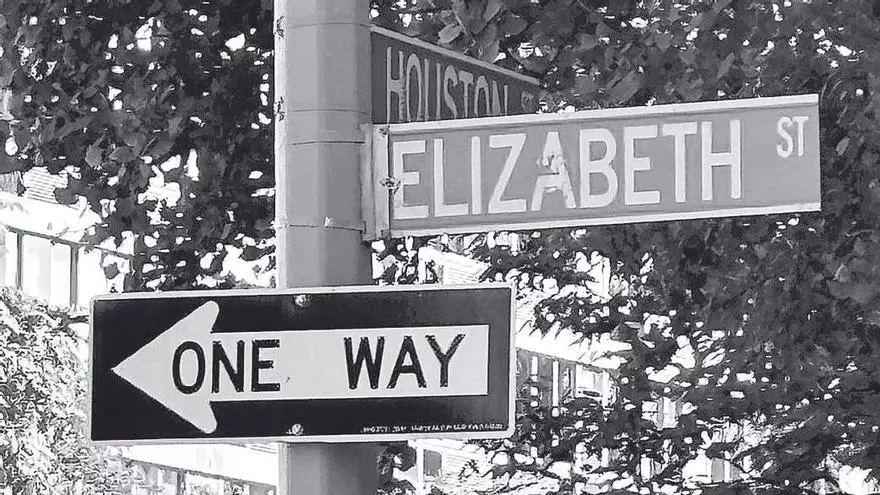 HOUSTON ST
ELIZABETH ST
ONE WAY